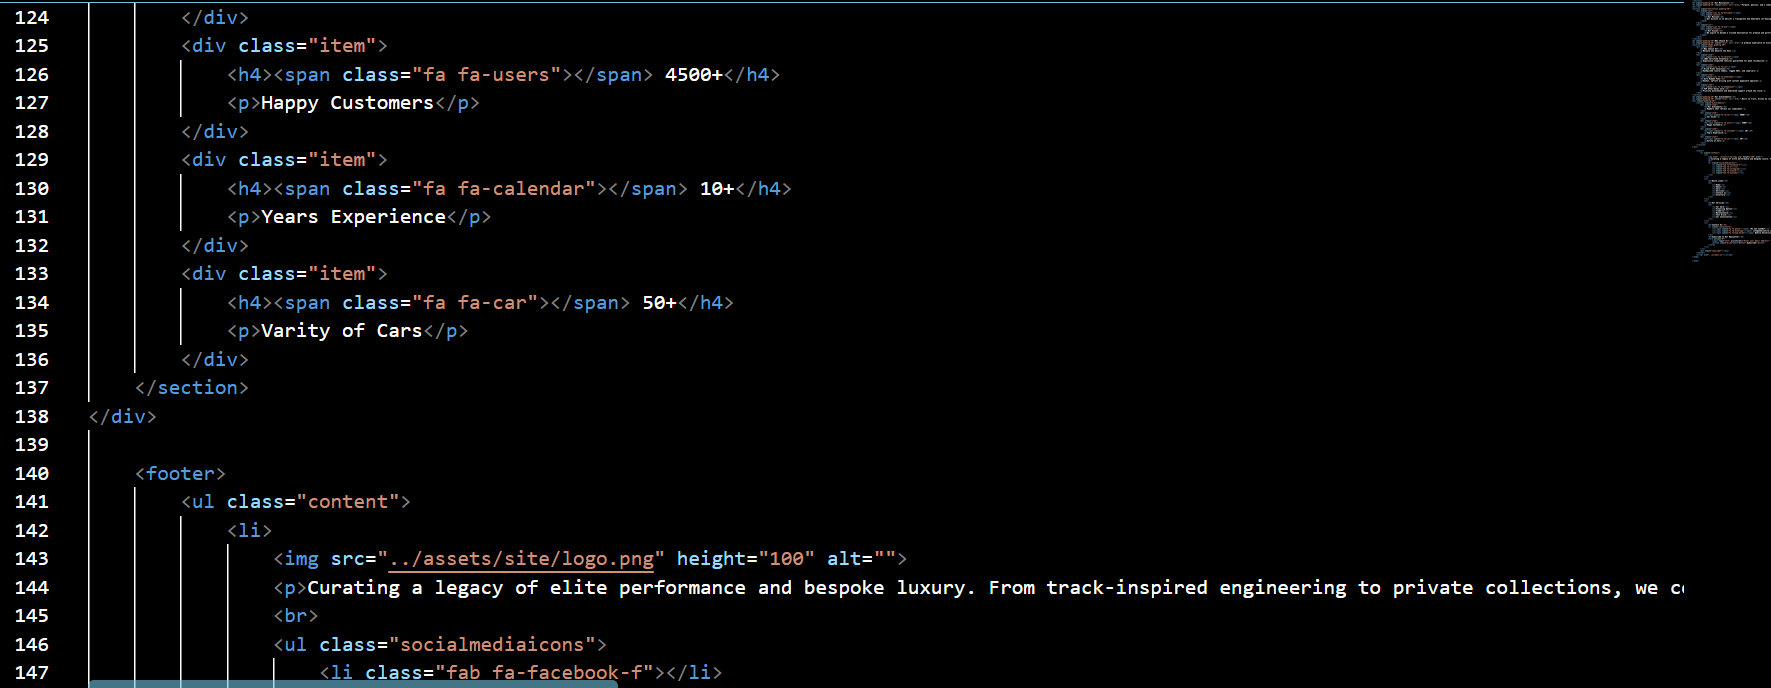 124 </div>
125 <div class="item">
126 <h4><span class="fa fa-users"></span> 4500+</h4>
127 <p>Happy Customers</p>
128 </div>
129 <div class="item">
130 <h4><span class="fa fa-calendar"></span> 10+</h4>
131 <p>Years Experience</p>
132 </div>
133 <div class="item">
134 <h4><span class="fa fa-car"></span> 50+</h4>
135 <p>Varity of Cars</p>
136 </div>
137 </section>
138 </div>
139
140 <footer>
141 <ul class="content">
142 <li>
143 <img src="../assets/site/logo.png" height="100" alt="">
144 <p>Curating a legacy of elite performance and bespoke luxury. From track-inspired engineering to private collections, we
145 <br>
146 <ul class="socialmediaicons">
147 <li class="fab fa-facebook-f"></li>